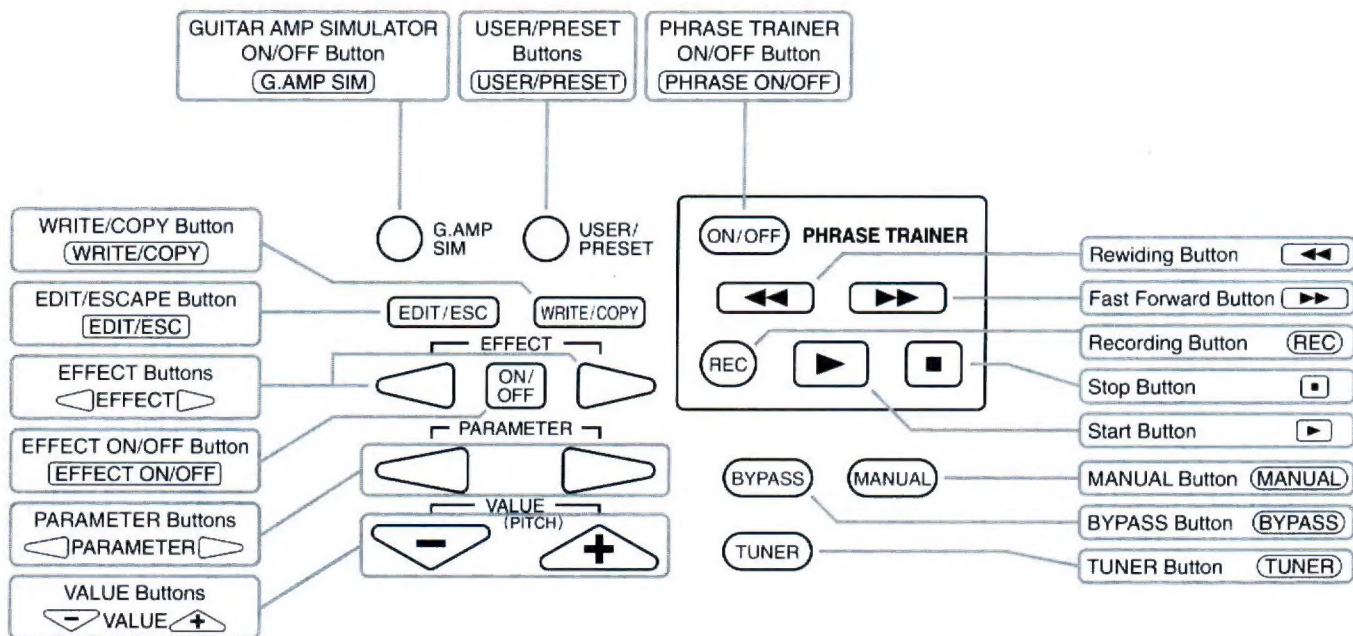 GUITAR AMP SIMULATOR
ON/OFF Button
G.AMP SIM
USER/PRESET
Buttons
USER/PRESET
PHRASE TRAINER
ON/OFF Button
PHRASE ON/OFF
WRITE/COPY Button
WRITE/COPY
EDIT/ESCAPE Button
EDIT/ESC
EFFECT Buttons
EFFECT
EFFECT ON/OFF Button
EFFECT ON/OFF
PARAMETER Buttons
PARAMETER
VALUE Buttons
- VALUE +
G.AMP
SIM
USER/
PRESET
EDIT/ESC
WRITE/COPY
EFFECT
ON/
OFF
PARAMETER
VALUE
(PITCH)
- +
ON/OFF PHRASE TRAINER
REC
BYPASS
MANUAL
TUNER
Rewiding Button
Fast Forward Button
Recording Button REC
Stop Button
Start Button
MANUAL Button MANUAL
BYPASS Button BYPASS
TUNER Button TUNER